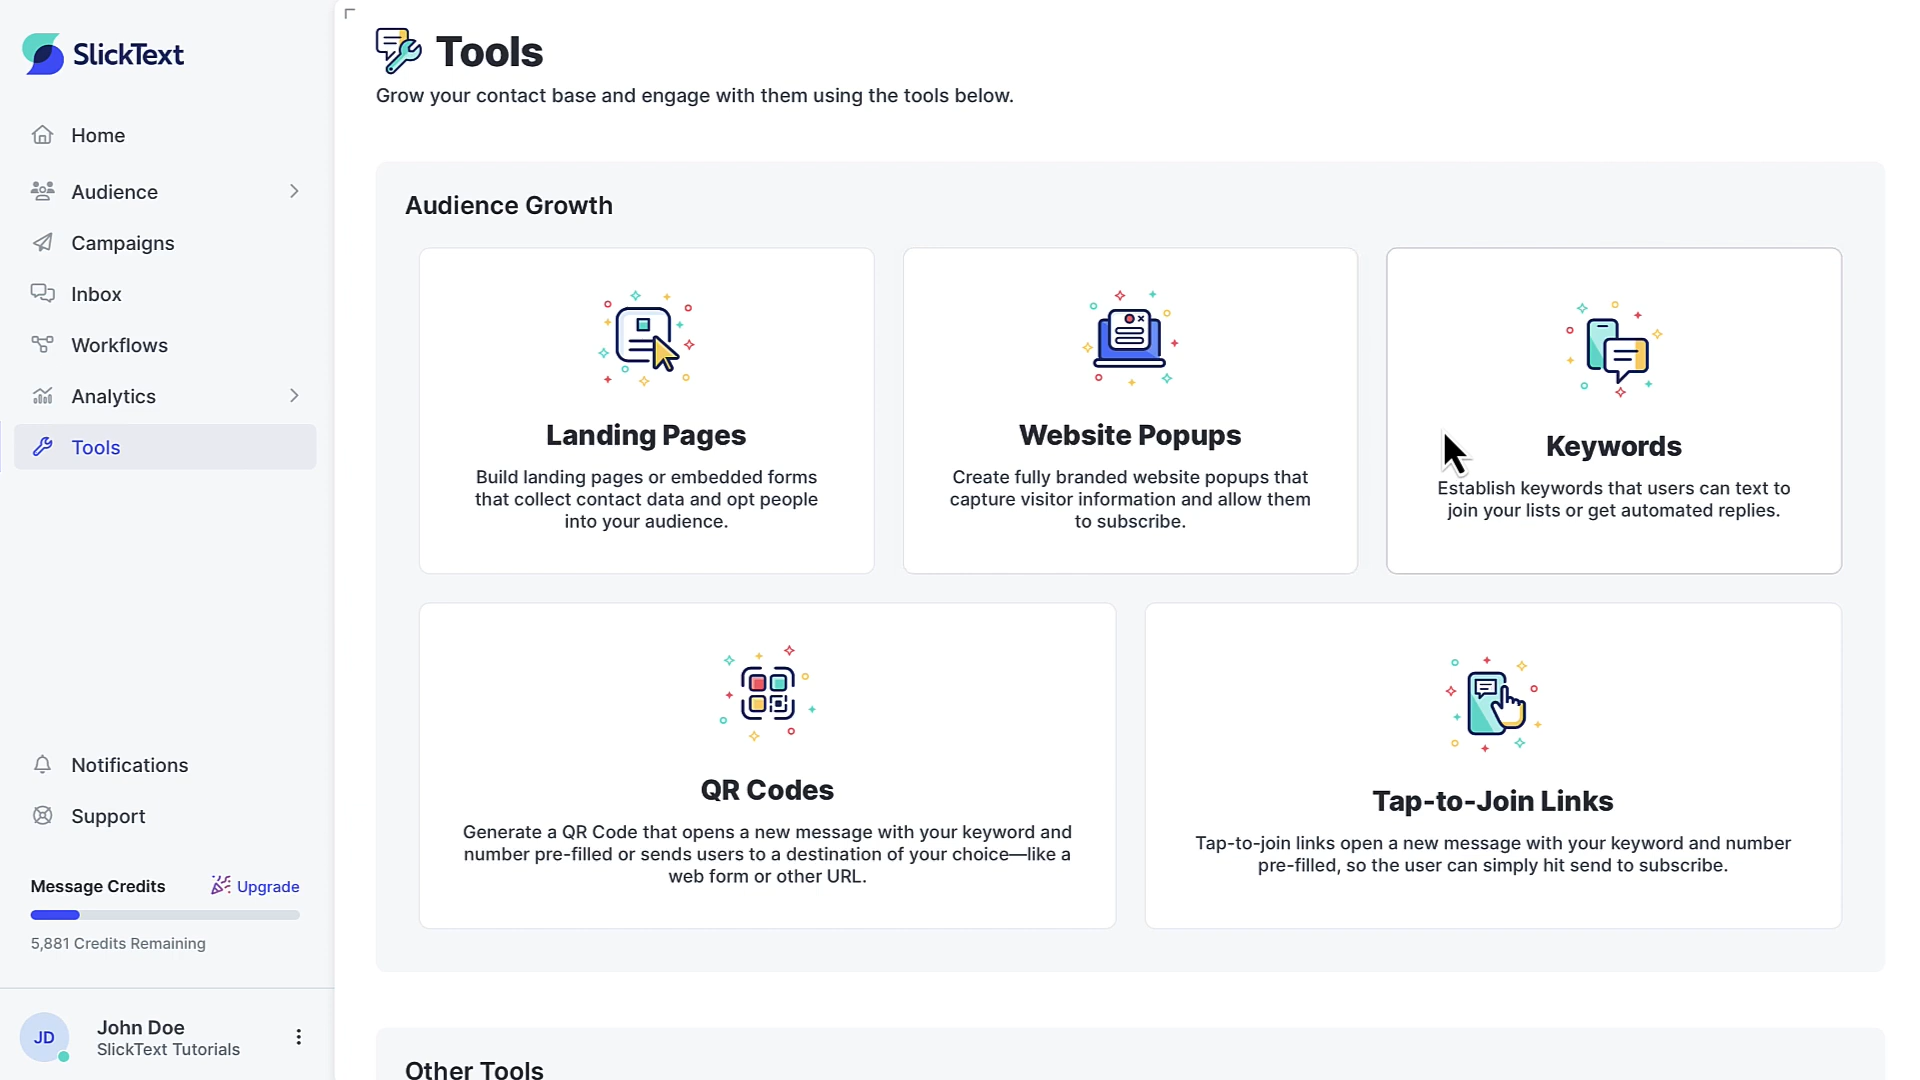 SlickText
Home
Audience
Campaigns
Inbox
Workflows
Analytics
Tools
Notifications
Support
Message Credits
Upgrade
5,881 Credits Remaining
JD
John Doe
SlickText Tutorials
Tools
Grow your contact base and engage with them using the tools below.
Audience Growth
Landing Pages
Build landing pages or embedded forms
that collect contact data and opt people
into your audience.
Website Popups
Create fully branded website popups that
capture visitor information and allow them
to subscribe.
Keywords
Establish keywords that users can text to
join your lists or get automated replies.
QR Codes
Generate a QR Code that opens a new message with your keyword and
number pre-filled or sends users to a destination of your choice—like a
web form or other URL.
Tap-to-Join Links
Tap-to-join links open a new message with your keyword and number
pre-filled, so the user can simply hit send to subscribe.
Other Tools